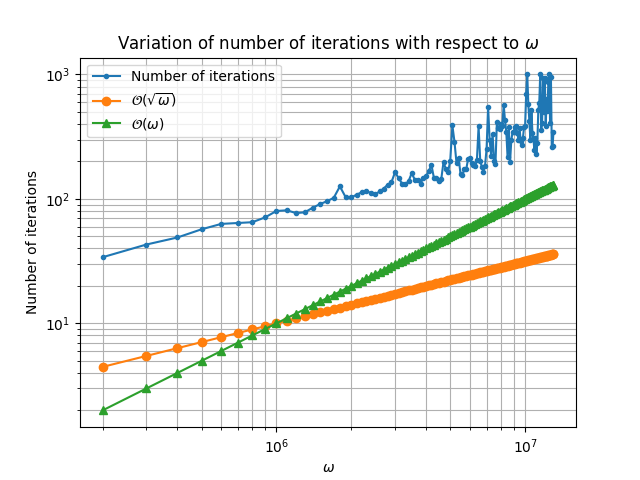 Variation of number of iterations with respect to ω
Number of iterations
𝒪(√ω)
𝒪(ω)
Number of iterations
10³
10²
10¹
10⁶
10⁷
ω